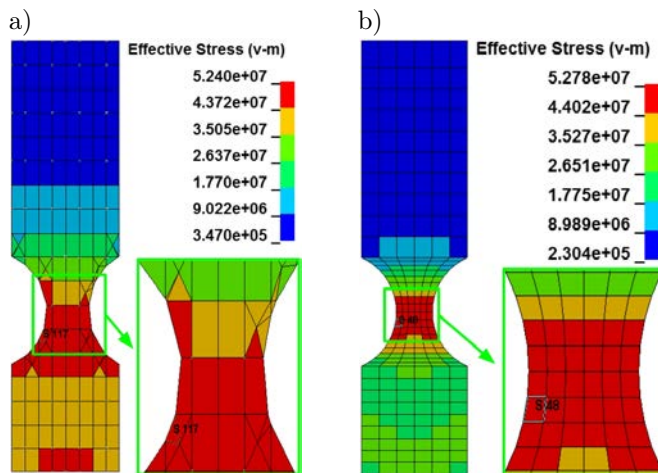 a)
Effective Stress (v-m)
5.240e+07
4.372e+07
3.505e+07
2.637e+07
1.770e+07
9.022e+06
3.470e+05
S 117
S 117
b)
Effective Stress (v-m)
5.278e+07
4.402e+07
3.527e+07
2.651e+07
1.775e+07
8.989e+06
2.304e+05
S 48
S 48